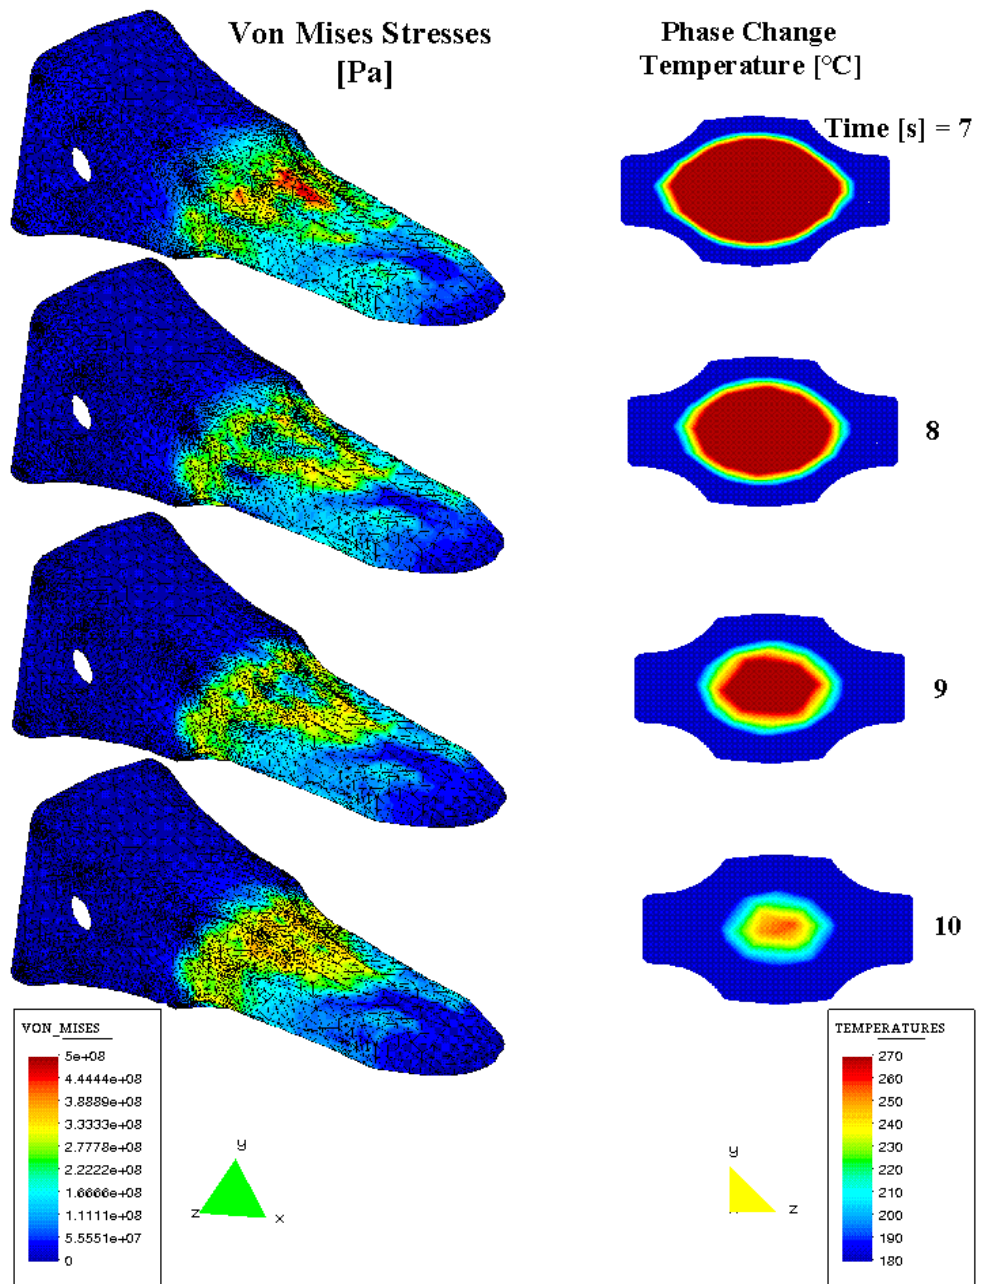 Von Mises Stresses
[Pa]
Phase Change
Temperature [°C]
Time [s] = 7
8
9
10
VON_MISES
5e+08
4.4444e+08
3.8889e+08
3.3333e+08
2.7778e+08
2.2222e+08
1.6666e+08
1.1111e+08
5.5551e+07
0
y
z
x
y
z
TEMPERATURES
270
260
250
240
230
220
210
200
190
180